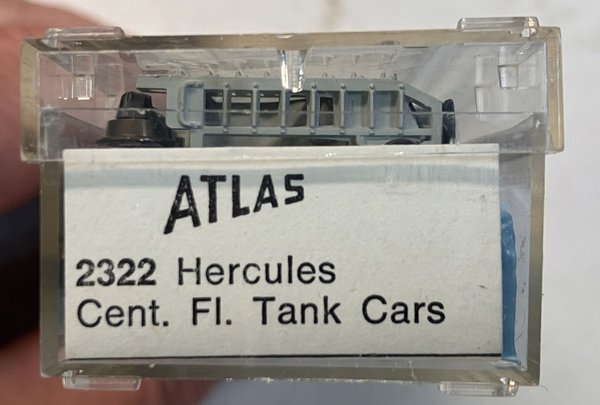 ATLAS
2322 Hercules
Cent. Fl. Tank Cars